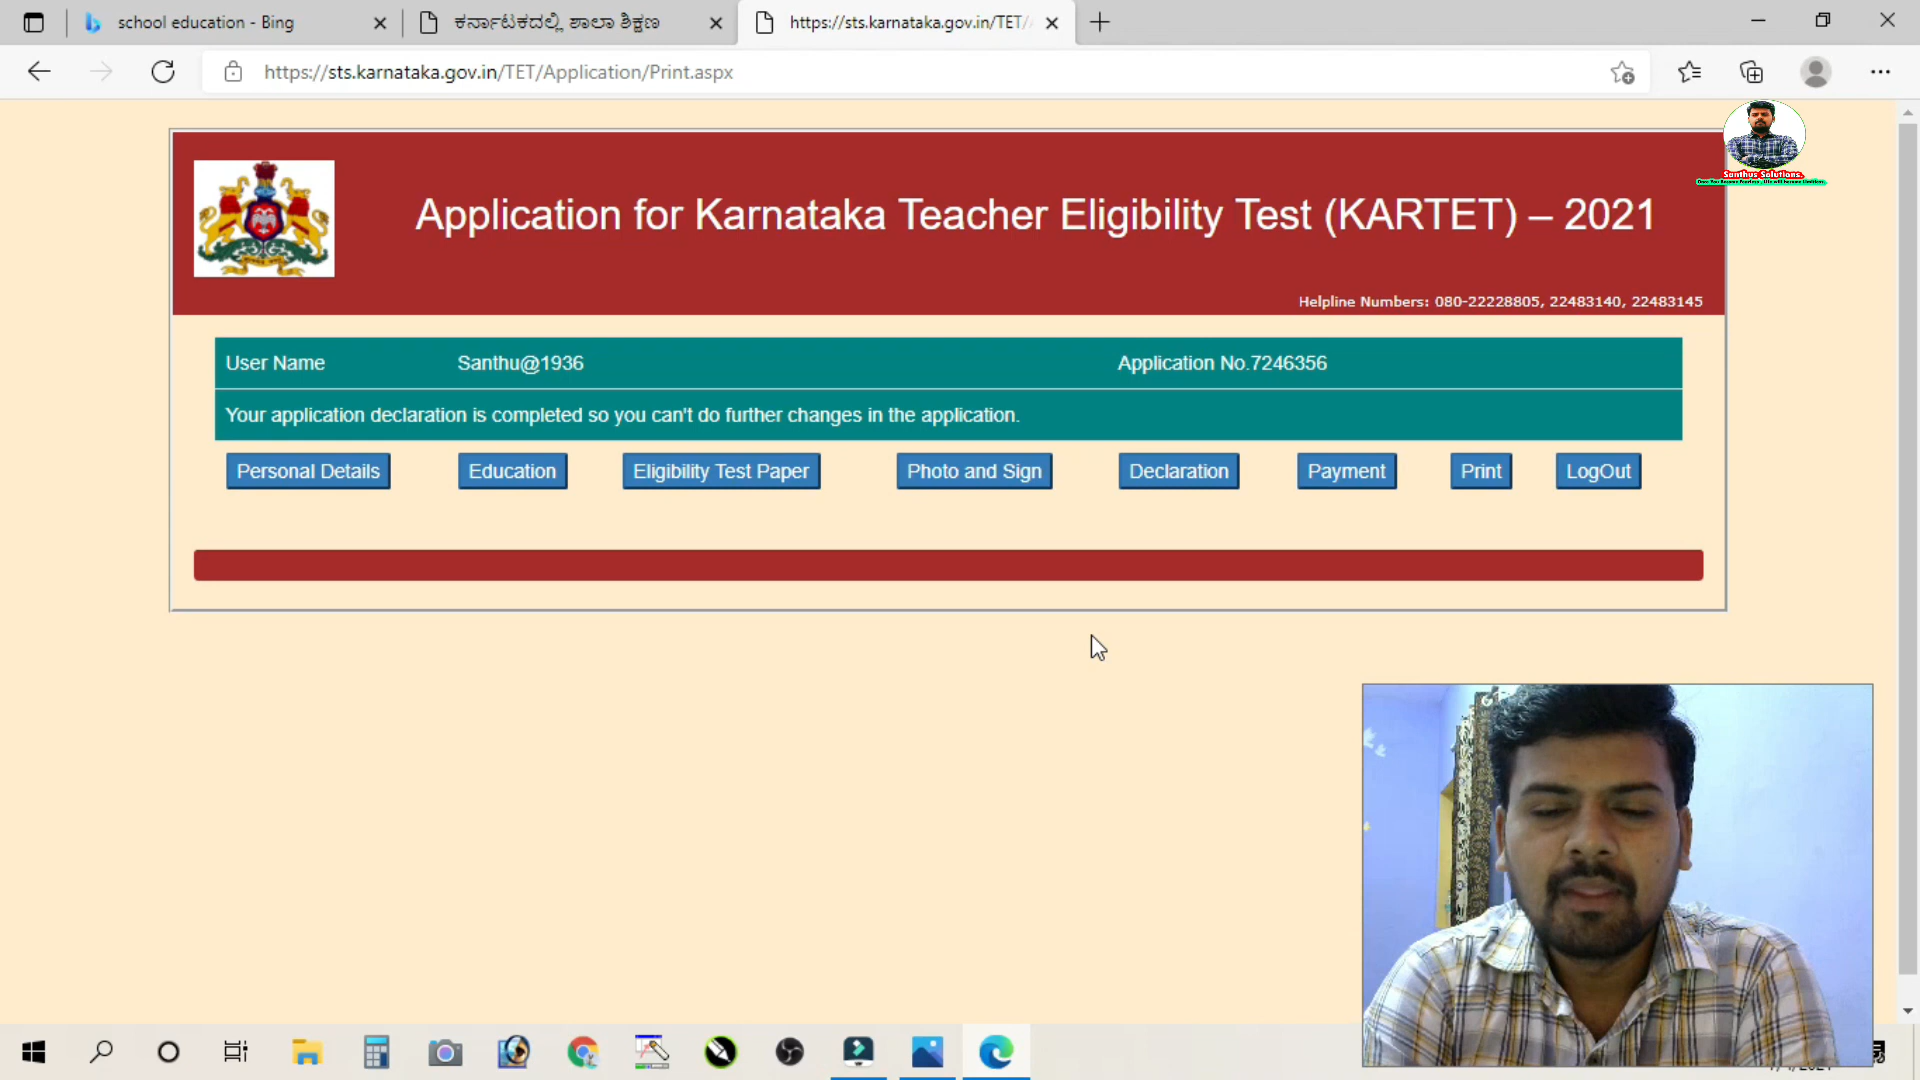 school education - Bing
ಕರ್ನಾಟಕದಲ್ಲಿ ಶಾಲಾ ಶಿಕ್ಷಣ
https://sts.karnataka.gov.in/TET/
https://sts.karnataka.gov.in/TET/Application/Print.aspx
Santhus Solutions.
Application for Karnataka Teacher Eligibility Test (KARTET) – 2021
Helpline Numbers: 080-22228805, 22483140, 22483145
User Name Santhu@1936 Application No.7246356
Your application declaration is completed so you can't do further changes in the application.
Personal Details Education Eligibility Test Paper Photo and Sign Declaration Payment Print LogOut